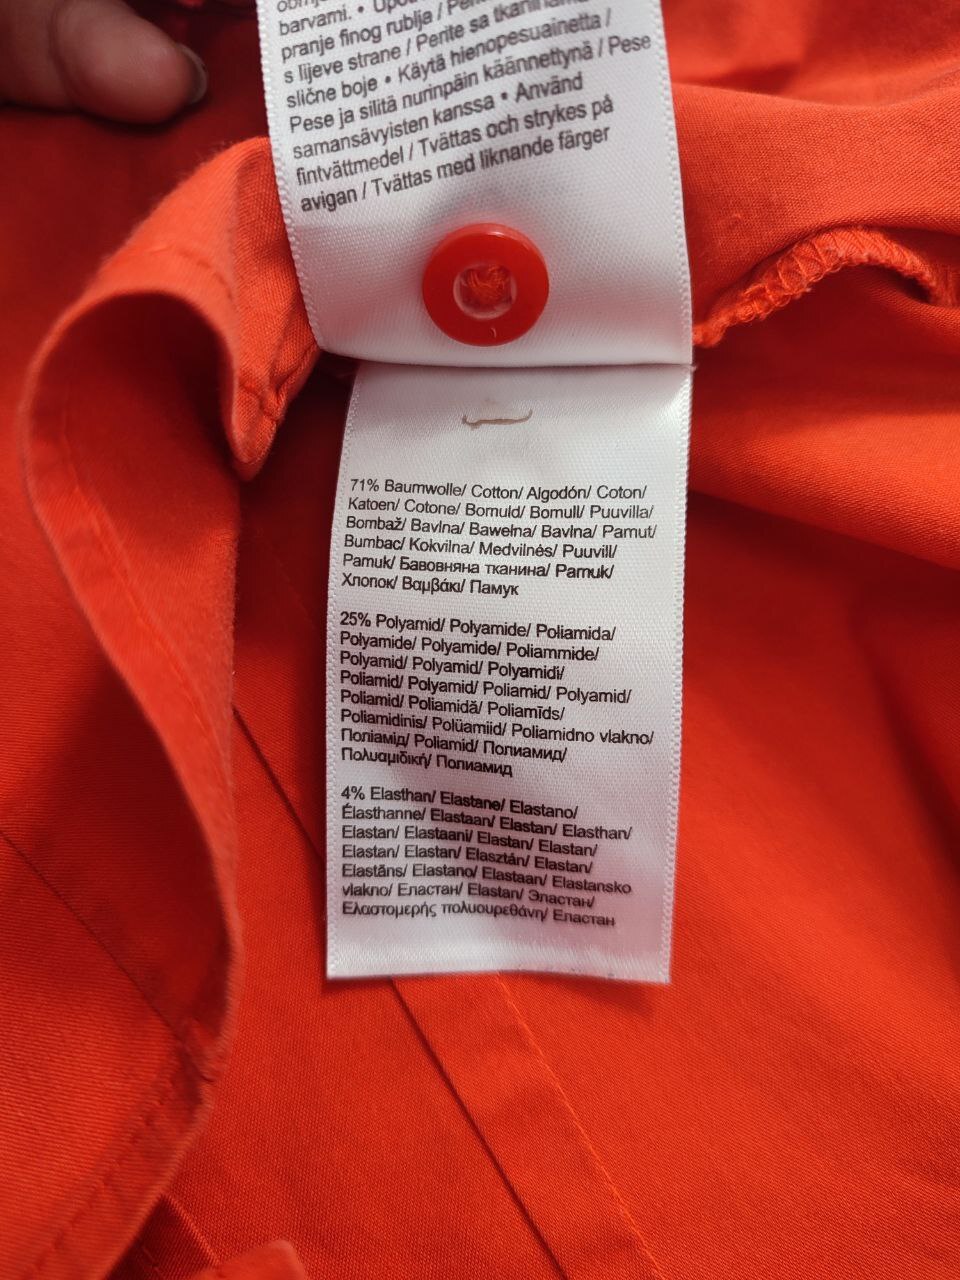 barvami. •
pranje finog rublja /
s lijeve strane / Perite sa tkaninama
slične boje • Käytä hienopesuainetta /
Pese ja silitä nurinpäin käännettynä / Pese
samansävyisten kanssa • Använd
fintvättmedel / Tvättas och strykes på
avigan / Tvättas med liknande färger
71% Baumwolle/ Cotton/ Algodón/ Coton/
Katoen/ Cotone/ Bomuld/ Bomull/ Puuvilla/
Bombaž/ Bavlna/ Bawełna/ Bavlna/ Pamut/
Bumbac/ Kokvilna/ Medvilnės/ Puuvill/
Pamuk/ Бавовняна тканина/ Pamuk/
Хлопок/ Βαμβάκι/ Памук
25% Polyamid/ Polyamide/ Poliamida/
Polyamide/ Polyamide/ Poliammide/
Polyamid/ Polyamid/ Polyamidi/
Poliamid/ Polyamid/ Poliamid/ Polyamid/
Poliamid/ Poliamidă/ Poliamīds/
Poliamidinis/ Polüamiid/ Poliamidno vlakno/
Поліамід/ Poliamid/ Полиамид/
Πολυαμιδική/ Полиамид
4% Elasthan/ Elastane/ Elastano/
Élasthanne/ Elastaan/ Elastan/ Elasthan/
Elastan/ Elastaani/ Elastan/ Elastan/
Elastan/ Elastan/ Elasztán/ Elastan/
Elastāns/ Elastano/ Elastaan/ Elastansko
vlakno/ Еластан/ Elastan/ Эластан/
Ελαστομερής πολυουρεθάνη/ Еластан